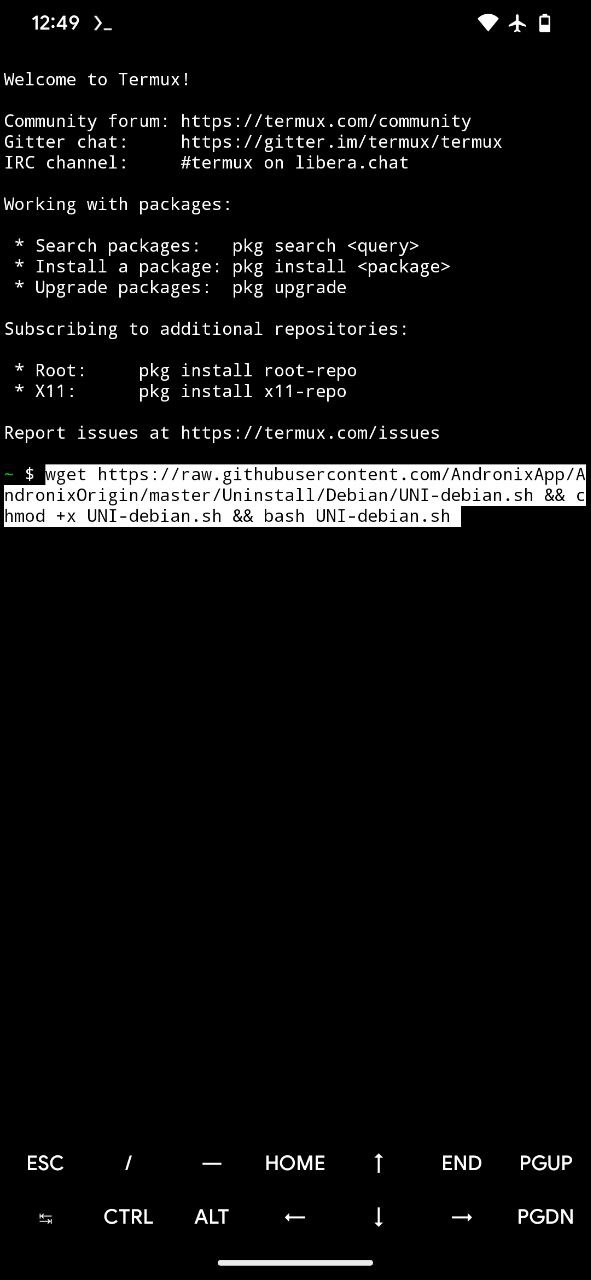 12:49
Welcome to Termux!
Community forum: https://termux.com/community
Gitter chat:     https://gitter.im/termux/termux
IRC channel:     #termux on libera.chat
Working with packages:
 * Search packages:   pkg search <query>
 * Install a package: pkg install <package>
 * Upgrade packages:  pkg upgrade
Subscribing to additional repositories:
 * Root:     pkg install root-repo
 * X11:      pkg install x11-repo
Report issues at https://termux.com/issues
~ $ wget https://raw.githubusercontent.com/AndronixApp/A
ndronixOrigin/master/Uninstall/Debian/UNI-debian.sh && c
hmod +x UNI-debian.sh && bash UNI-debian.sh
ESC / — HOME ↑ END PGUP
↹ CTRL ALT ← ↓ → PGDN